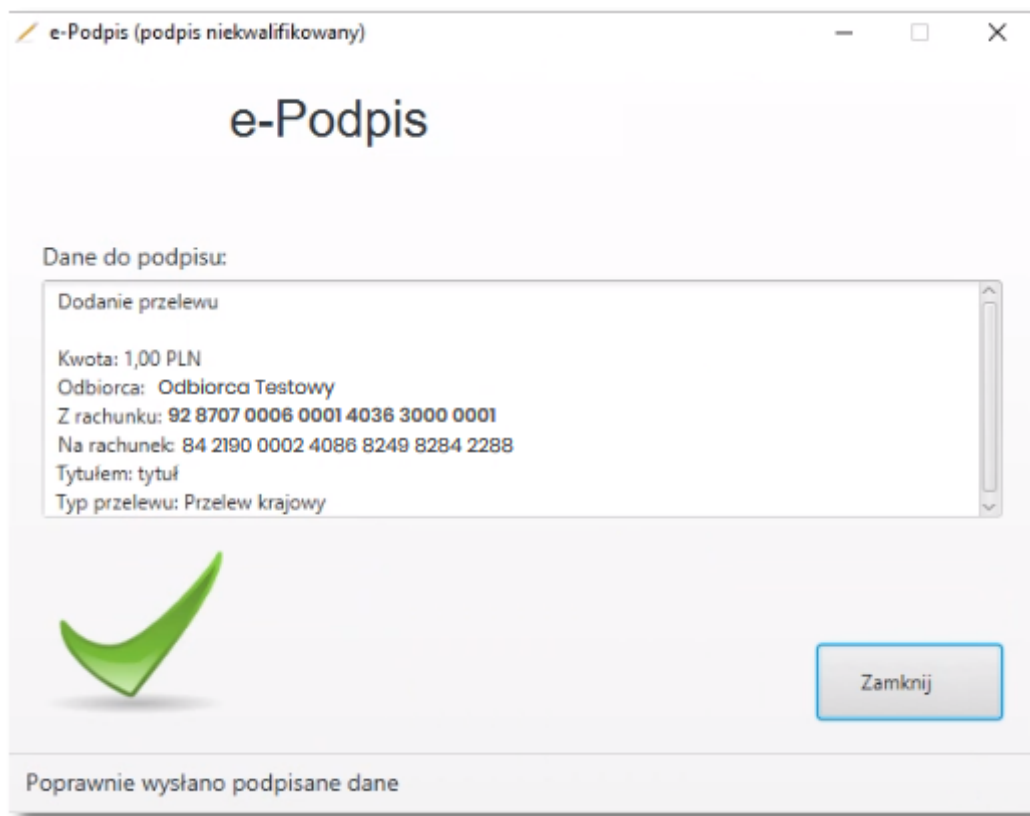 e-Podpis (podpis niekwalifikowany)
e-Podpis
Dane do podpisu:
Dodanie przelewu
Kwota: 1,00 PLN
Odbiorca: Odbiorca Testowy
Z rachunku: 92 8707 0006 0001 4036 3000 0001
Na rachunek: 84 2190 0002 4086 8249 8284 2288
Tytułem: tytuł
Typ przelewu: Przelew krajowy
Zamknij
Poprawnie wysłano podpisane dane